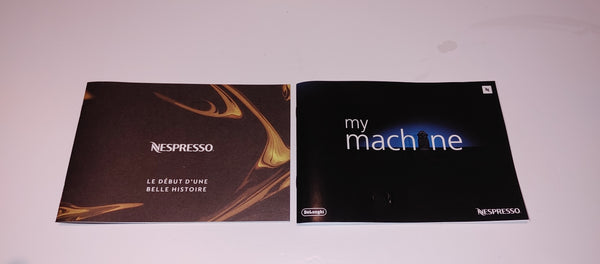 NESPRESSO
LE DÉBUT D'UNE
BELLE HISTOIRE
my
machine
DeLonghi
NESPRESSO